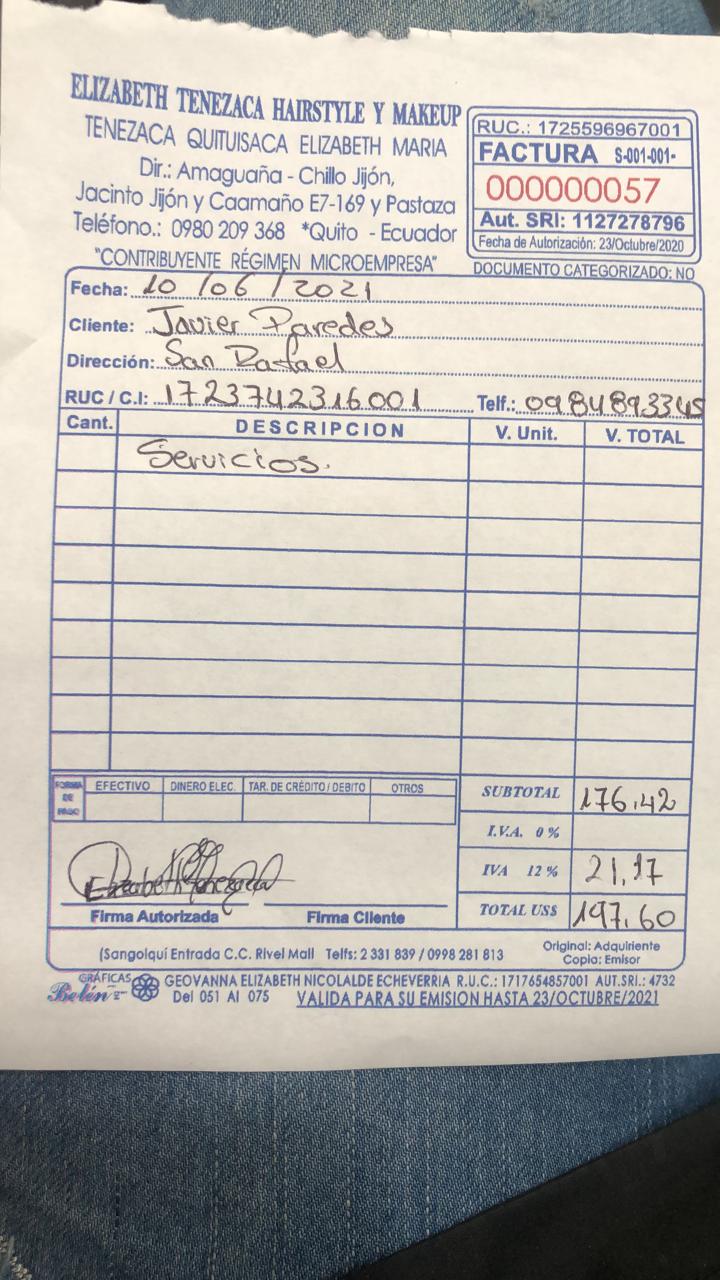 ELIZABETH TENEZACA HAIRSTYLE Y MAKEUP
TENEZACA QUITUISACA ELIZABETH MARIA
Dir.: Amaguaña - Chillo Jijón,
Jacinto Jijón y Caamaño E7-169 y Pastaza
Teléfono.: 0980 209 368 *Quito - Ecuador
"CONTRIBUYENTE RÉGIMEN MICROEMPRESA"
RUC.: 1725596967001
FACTURA S-001-001-
000000057
Aut. SRI: 1127278796
Fecha de Autorización: 23/Octubre/2020
DOCUMENTO CATEGORIZADO: NO
Fecha: 10/06/2021
Cliente: Javier Paredes
Dirección: San Rafael
RUC / C.I.: 1723742316001 Telf.: 0984893345
Cant. DESCRIPCION V. Unit. V. TOTAL
Servicios.
FORMA DE PAGO
EFECTIVO DINERO ELEC. TAR. DE CRÉDITO / DEBITO OTROS
SUBTOTAL 176.42
I.V.A. 0 %
IVA 12 % 21,17
TOTAL US$ 197.60
Elizabeth Tenezaca
Firma Autorizada Firma Cliente
(Sangolquí Entrada C.C. River Mall Telfs: 2 331 839 / 0998 281 813
Original: Adquiriente
Copia: Emisor
GRÁFICAS Belén GEOVANNA ELIZABETH NICOLALDE ECHEVERRIA R.U.C.: 1717654857001 AUT.SRI.: 4732
Del 051 Al 075 VALIDA PARA SU EMISION HASTA 23/OCTUBRE/2021